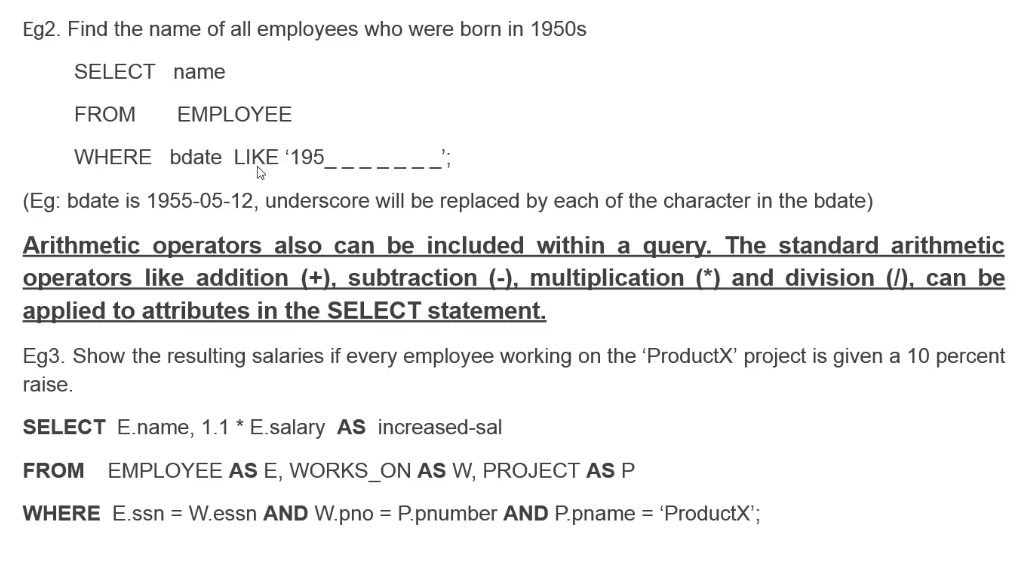 Eg2. Find the name of all employees who were born in 1950s
SELECT name
FROM EMPLOYEE
WHERE bdate LIKE ‘195_ _ _ _ _ _ _’;
(Eg: bdate is 1955-05-12, underscore will be replaced by each of the character in the bdate)
Arithmetic operators also can be included within a query. The standard arithmetic
operators like addition (+), subtraction (-), multiplication (*) and division (/), can be
applied to attributes in the SELECT statement.
Eg3. Show the resulting salaries if every employee working on the ‘ProductX’ project is given a 10 percent
raise.
SELECT E.name, 1.1 * E.salary AS increased-sal
FROM EMPLOYEE AS E, WORKS_ON AS W, PROJECT AS P
WHERE E.ssn = W.essn AND W.pno = P.pnumber AND P.pname = ‘ProductX’;